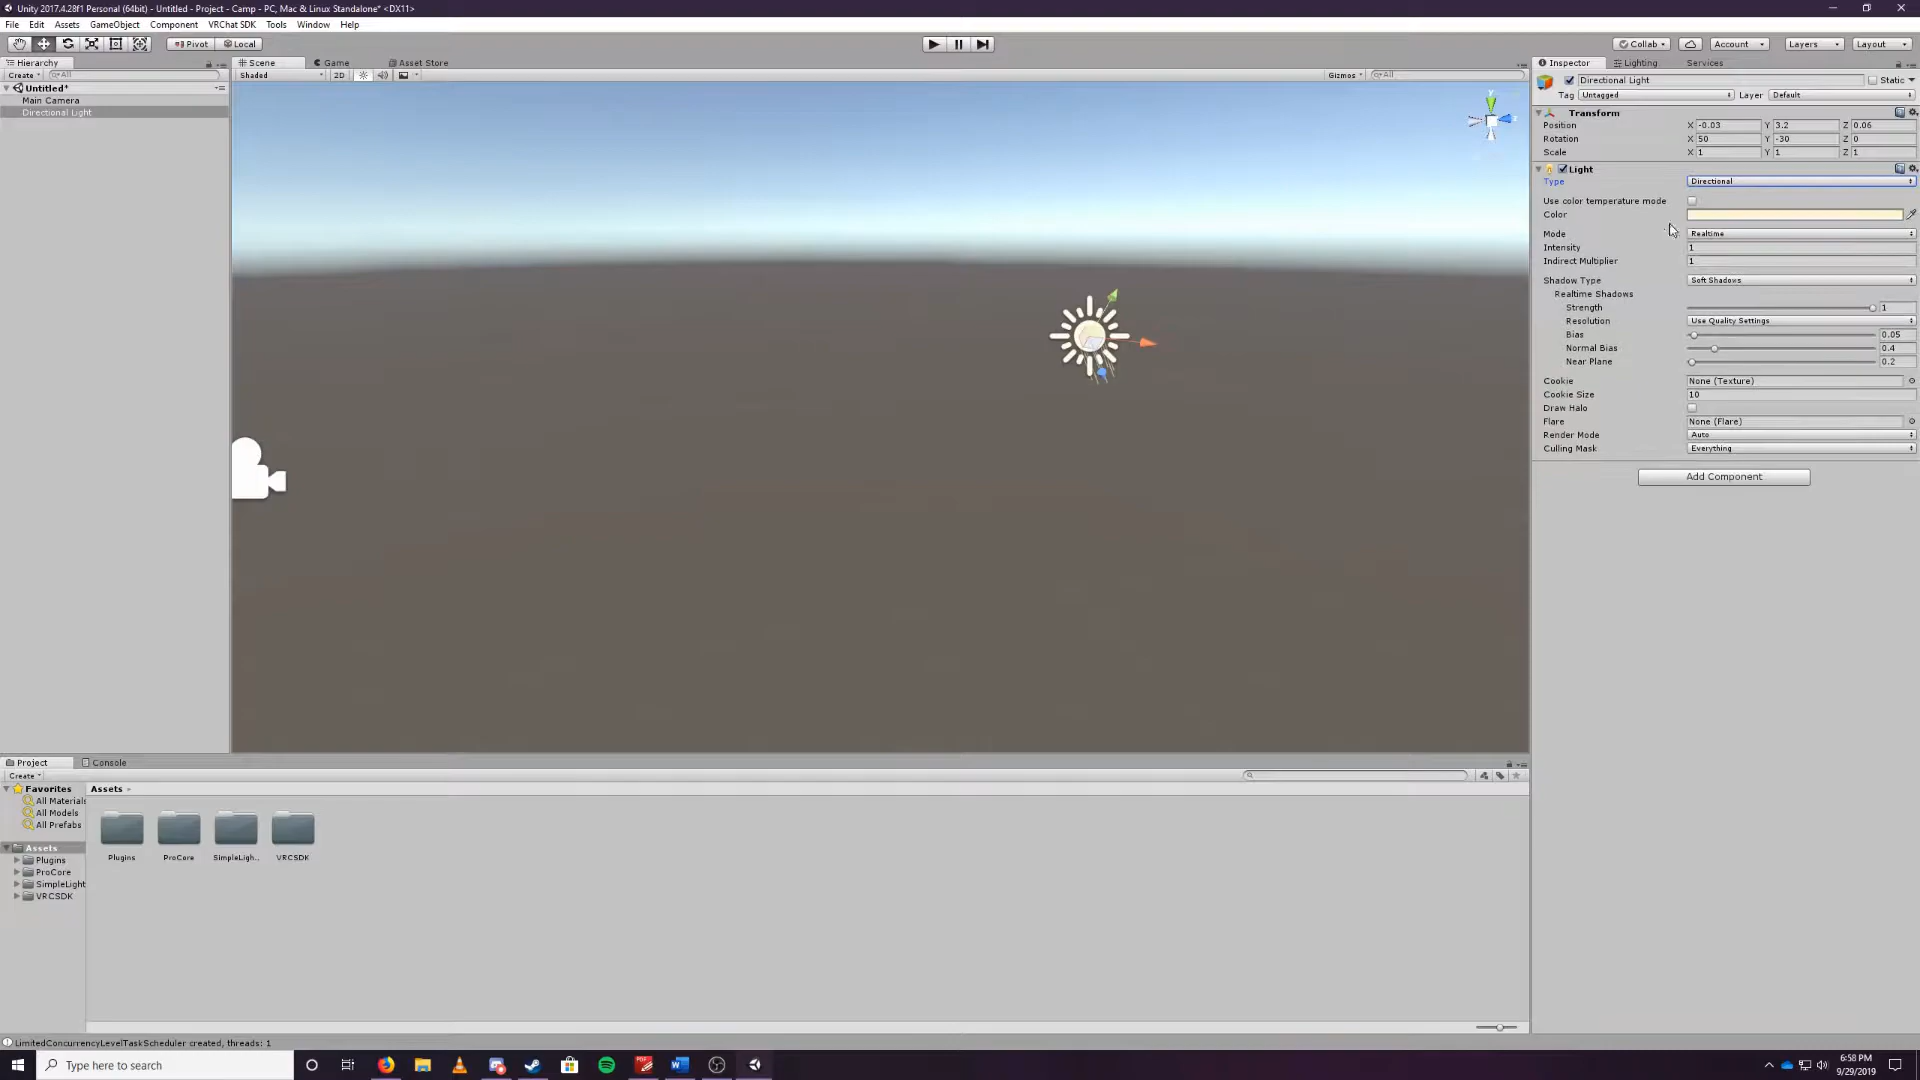 Unity 2017.4.28f1 Personal (64bit) - Untitled - Project - Camp - PC, Mac & Linux Standalone* <DX11>
File Edit Assets GameObject Component VRChat SDK Tools Window Help
Pivot Local
Collab Account Layers Layout
Hierarchy
Create All
Untitled*
Main Camera
Directional Light
Scene Game Asset Store
Shaded 2D Gizmos All
Inspector Lighting Services
Directional Light Static
Tag Untagged Layer Default
Transform
Position X -0.03 Y 3.2 Z 0.06
Rotation X 50 Y -30 Z 0
Scale X 1 Y 1 Z 1
Light
Type Directional
Use color temperature mode
Color
Mode Realtime
Intensity 1
Indirect Multiplier 1
Shadow Type Soft Shadows
Realtime Shadows
Strength 1
Resolution Use Quality Settings
Bias 0.05
Normal Bias 0.4
Near Plane 0.2
Cookie None (Texture)
Cookie Size 10
Draw Halo
Flare None (Flare)
Render Mode Auto
Culling Mask Everything
Add Component
Project Console
Create
Favorites
All Materials
All Models
All Prefabs
Assets
Plugins
ProCore
SimpleLight
VRCSDK
Assets
Plugins ProCore SimpleLigh.. VRCSDK
LimitedConcurrencyLevelTaskScheduler created, threads: 1
Type here to search
6:58 PM
9/29/2019